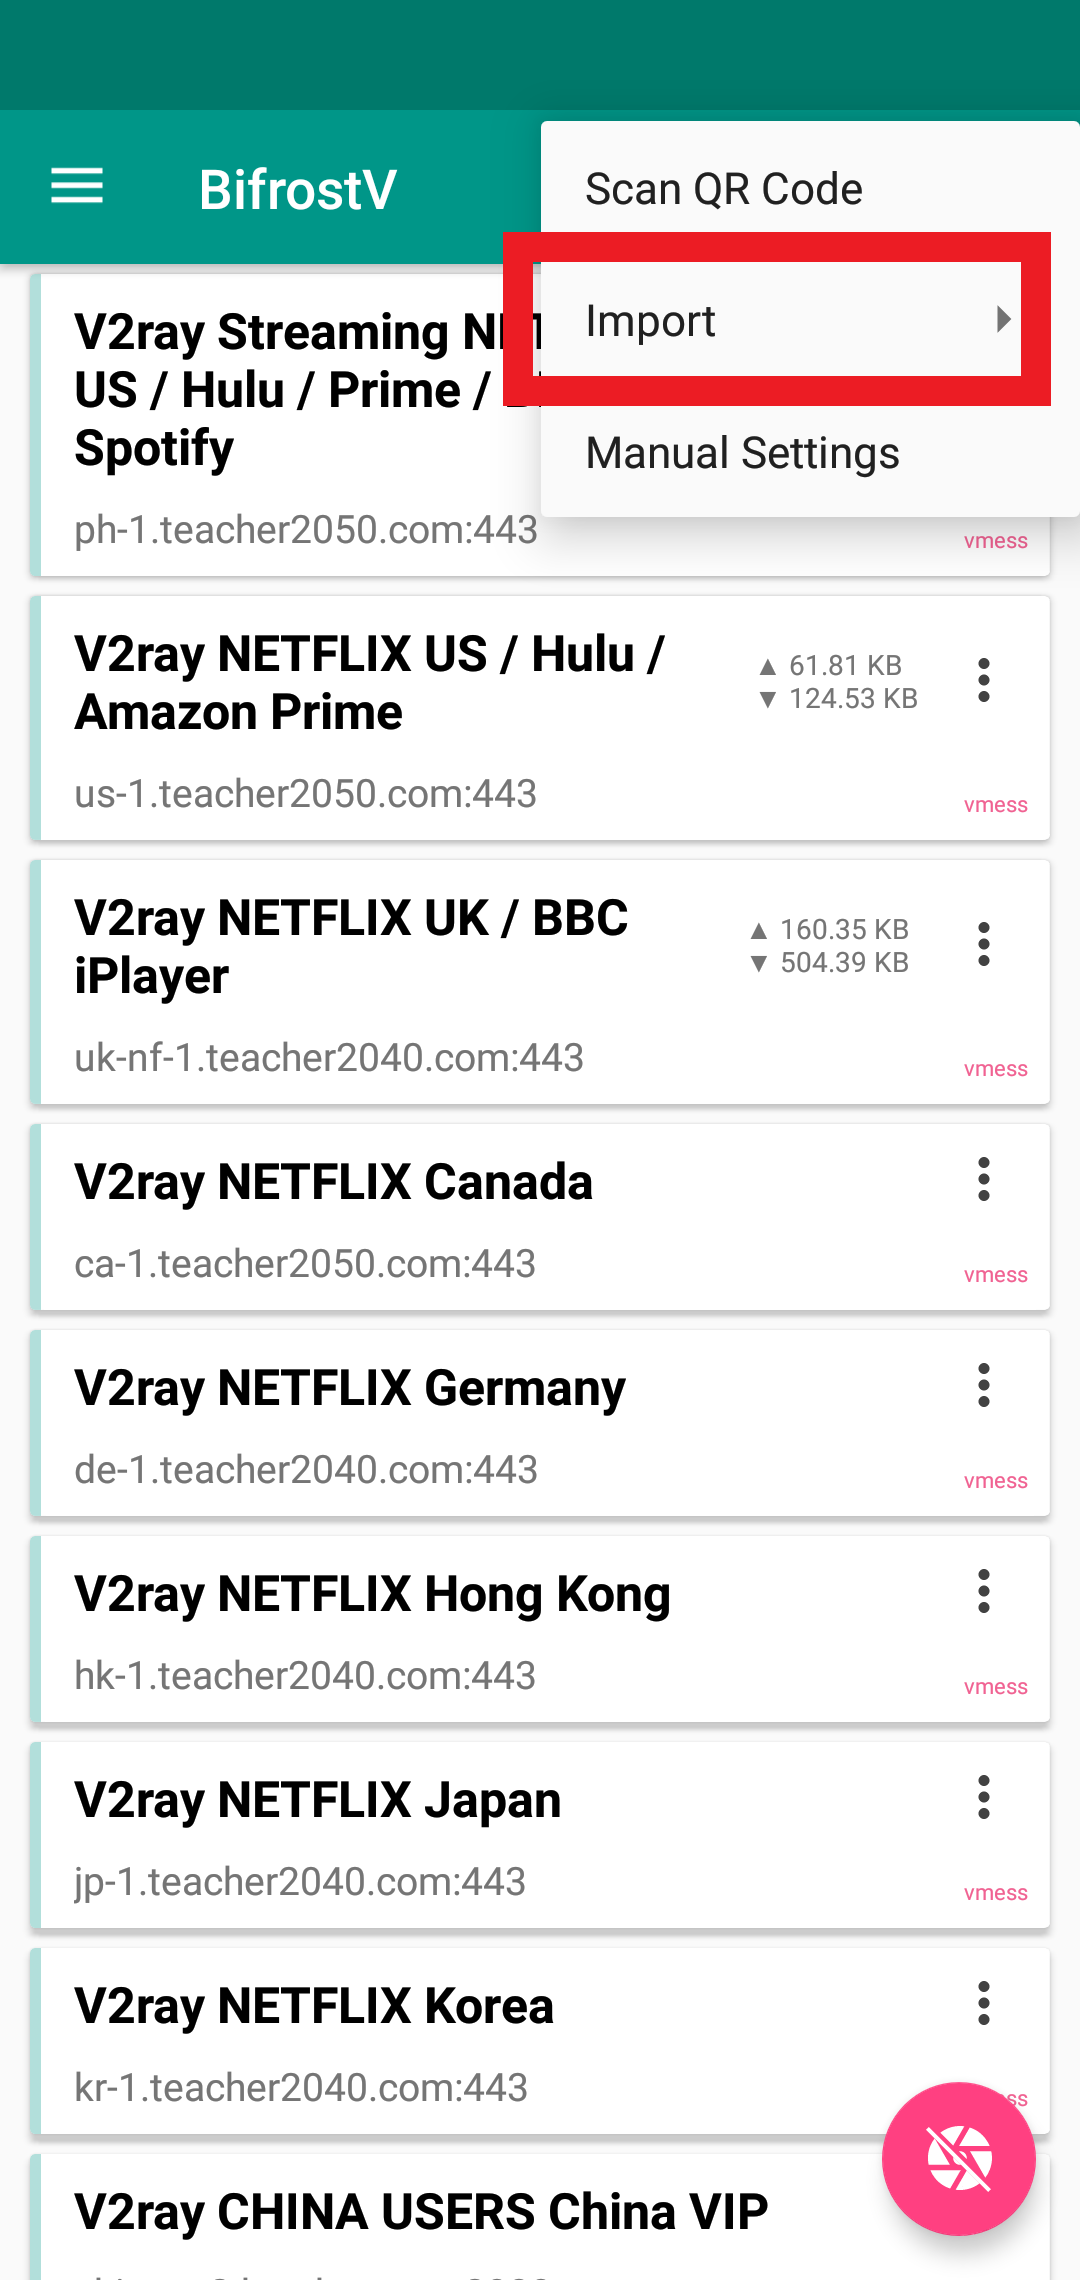 BifrostV
Scan QR Code
Import
Manual Settings
V2ray Streaming
US / Hulu / Prime /
Spotify
ph-1.teacher2050.com:443
vmess
V2ray NETFLIX US / Hulu /
Amazon Prime
▲ 61.81 KB
▼ 124.53 KB
us-1.teacher2050.com:443
vmess
V2ray NETFLIX UK / BBC
iPlayer
▲ 160.35 KB
▼ 504.39 KB
uk-nf-1.teacher2040.com:443
vmess
V2ray NETFLIX Canada
ca-1.teacher2050.com:443
vmess
V2ray NETFLIX Germany
de-1.teacher2040.com:443
vmess
V2ray NETFLIX Hong Kong
hk-1.teacher2040.com:443
vmess
V2ray NETFLIX Japan
jp-1.teacher2040.com:443
vmess
V2ray NETFLIX Korea
kr-1.teacher2040.com:443
V2ray CHINA USERS China VIP